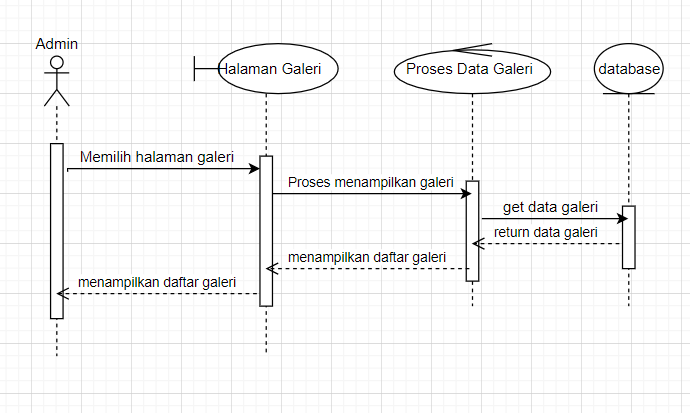 Admin
Halaman Galeri
Proses Data Galeri
database
Memilih halaman galeri
Proses menampilkan galeri
get data galeri
return data galeri
menampilkan daftar galeri
menampilkan daftar galeri